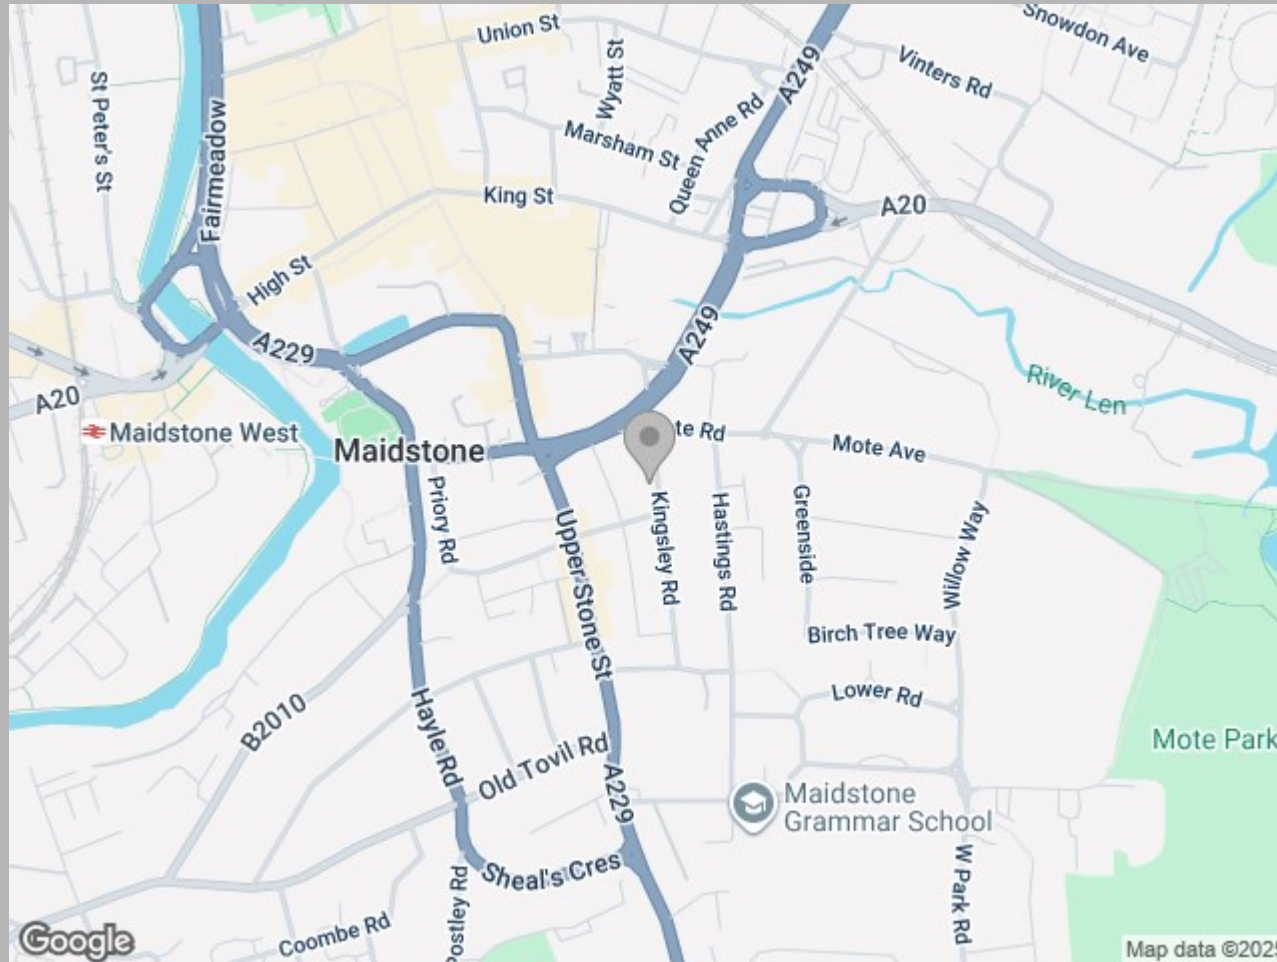 Snowdon Ave
Union St
A249
Vinters Rd
St Peter's St
Wyatt St
Fairmeadow
Queen Anne Rd
Marsham St
King St
A20
High St
A249
A229
River Len
A20
Maidstone West
te Rd
Mote Ave
Maidstone
Priory Rd
Upper Stone St
Kingsley Rd
Hastings Rd
Greenside
Willow Way
Birch Tree Way
Lower Rd
B2010
Hayle Rd
Old Tovil Rd
A229
Mote Park
Maidstone
Grammar School
Sheal's Cres
W Park Rd
Postley Rd
Coombe Rd
Google
Map data ©2025